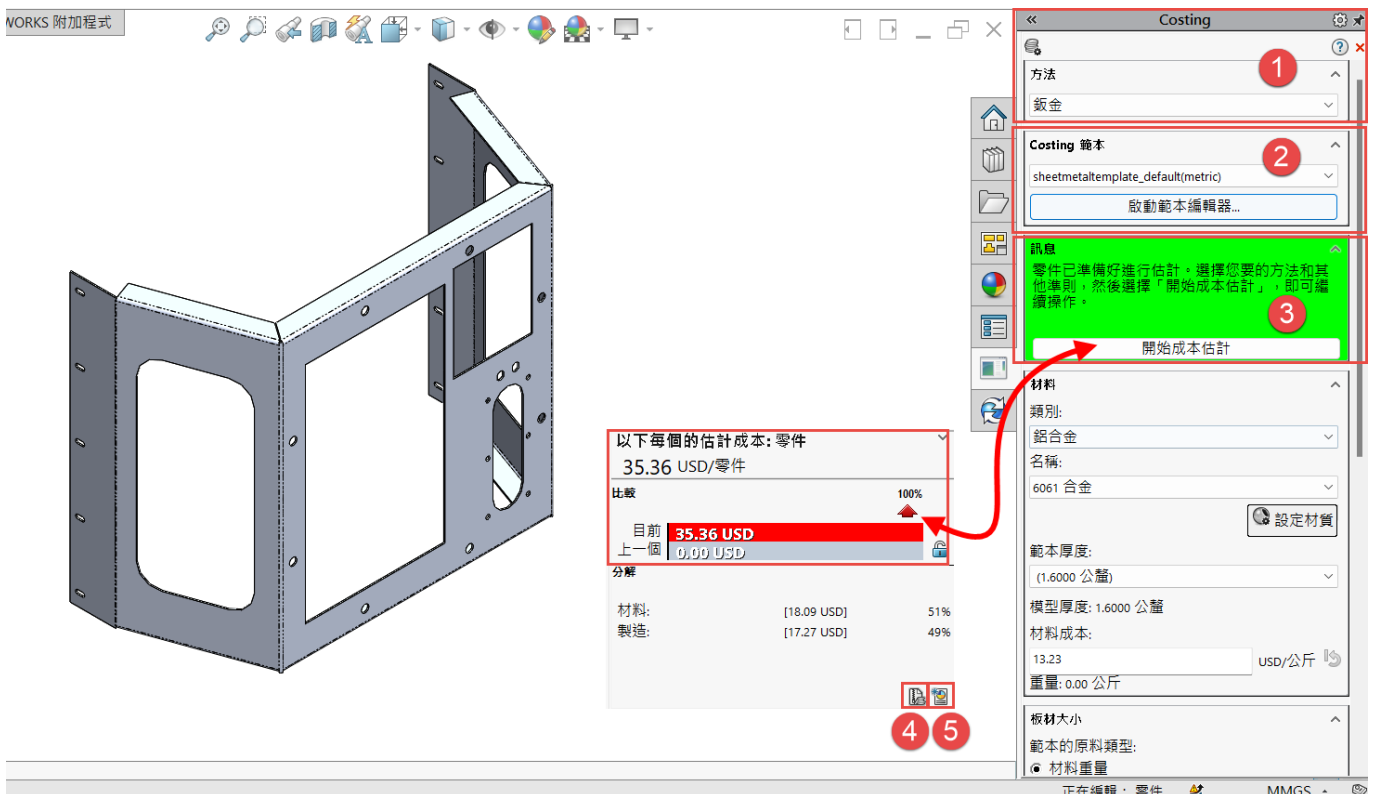 WORKS 附加程式
Costing
1
方法
鈑金
Costing 範本
2
sheetmetaltemplate_default(metric)
啟動範本編輯器...
訊息
零件已準備好進行估計。選擇您要的方法和其
他準則，然後選擇「開始成本估計」，即可繼
續操作。
3
開始成本估計
材料
類別:
鋁合金
名稱:
6061 合金
設定材質
範本厚度:
(1.6000 公釐)
模型厚度: 1.6000 公釐
材料成本:
13.23 USD/公斤
重量: 0.00 公斤
板材大小
範本的原料類型:
材料重量
以下每個的估計成本: 零件
35.36 USD/零件
比較 100%
目前 35.36 USD
上一個 0.00 USD
分解
材料: [18.09 USD] 51%
製造: [17.27 USD] 49%
4 5
正在編輯： 零件 MMGS